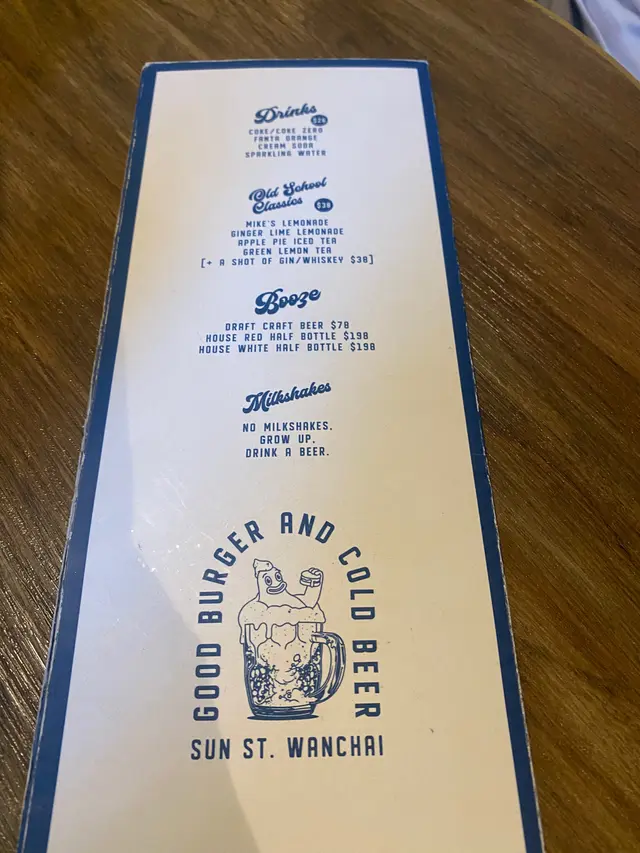 Drinks $26
COKE/COKE ZERO
FANTA ORANGE
CREAM SODA
SPARKLING WATER
Old School
Classics $38
MIKE'S LEMONADE
GINGER LIME LEMONADE
APPLE PIE ICED TEA
GREEN LEMON TEA
[+ A SHOT OF GIN/WHISKEY $38]
Booze
DRAFT CRAFT BEER $78
HOUSE RED HALF BOTTLE $198
HOUSE WHITE HALF BOTTLE $198
Milkshakes
NO MILKSHAKES.
GROW UP.
DRINK A BEER.
GOOD BURGER AND COLD BEER
SUN ST. WANCHAI